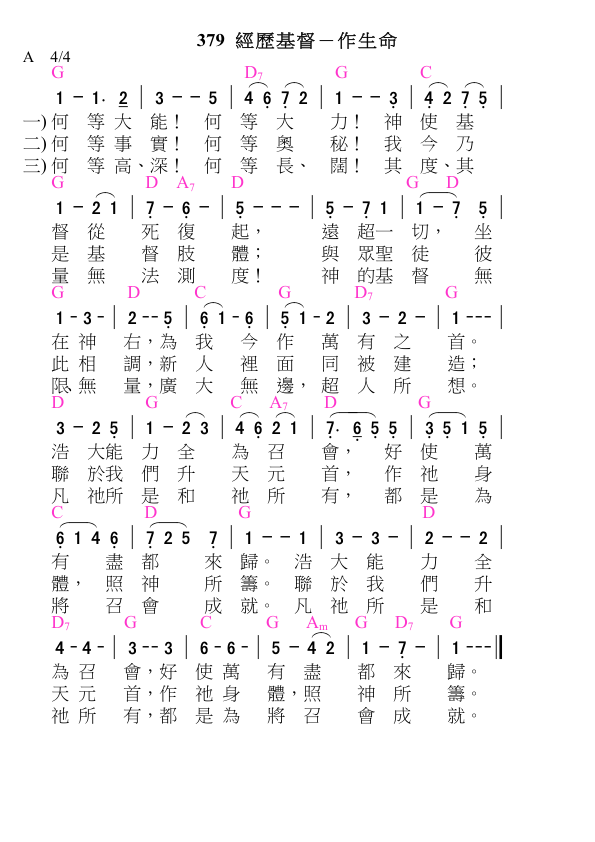 379 經歷基督－作生命
A 4/4
G D7 G C
1 - 1· 2 | 3 - - 5 | 4 6 7 2 | 1 - - 3 | 4 2 7 5 |
一)何 等 大 能！ 何 等 大 力！ 神 使 基
二)何 等 事 實！ 何 等 奧 秘！ 我 今 乃
三)何 等 高、深！ 何 等 長、 闊！ 其 度、其
G D A7 D G D
1 - 2 1 | 7 - 6 - | 5 - - - | 5 - 7 1 | 1 - 7 5 |
督 從 死 復 起， 遠 超一 切， 坐
是 基 督 肢 體； 與 眾聖 徒 彼
量 無 法 測 度！ 神 的基 督 無
G D C G D7 G
1 - 3 - | 2 - - 5 | 6 1 - 6 | 5 1 - 2 | 3 - 2 - | 1 - - - |
在 神 右，為 我 今 作 萬 有 之 首。
此 相 調，新 人 裡 面 同 被 建 造；
限、無 量，廣 大 無 邊，超 人 所 想。
D G C A7 D G
3 - 2 5 | 1 - 2 3 | 4 6 2 1 | 7· 6 5 5 | 3 5 1 5 |
浩 大能 力 全 為 召 會， 好 使 萬
聯 於我 們 升 天 元 首， 作 祂 身
凡 祂所 是 和 祂 所 有， 都 是 為
C D G D
6 1 4 6 | 7 2 5 7 | 1 - - 1 | 3 - 3 - | 2 - - 2 |
有 盡 都 來 歸。 浩 大 能 力 全
體， 照 神 所 籌。 聯 於 我 們 升
將 召 會 成 就。 凡 祂 所 是 和
D7 G C G Am G D7 G
4 - 4 - | 3 - - 3 | 6 - 6 - | 5 - 4 2 | 1 - 7 - | 1 - - - ‖
為 召 會，好 使 萬 有 盡 都 來 歸。
天 元 首，作 祂 身 體，照 神 所 籌。
祂 所 有，都 是 為 將 召 會 成 就。